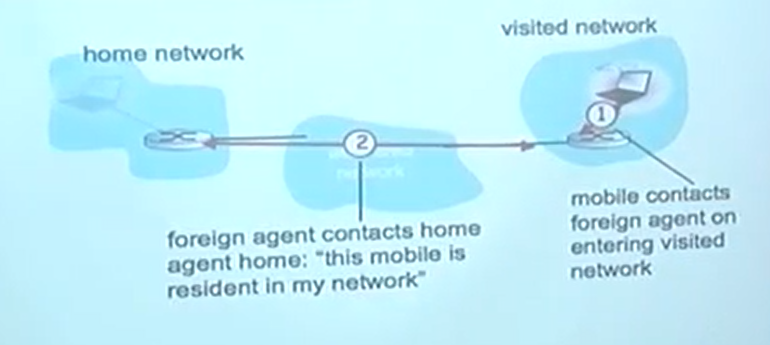 visited network
home network
1
2
network
foreign agent contacts home
agent home: "this mobile is
resident in my network"
mobile contacts
foreign agent on
entering visited
network